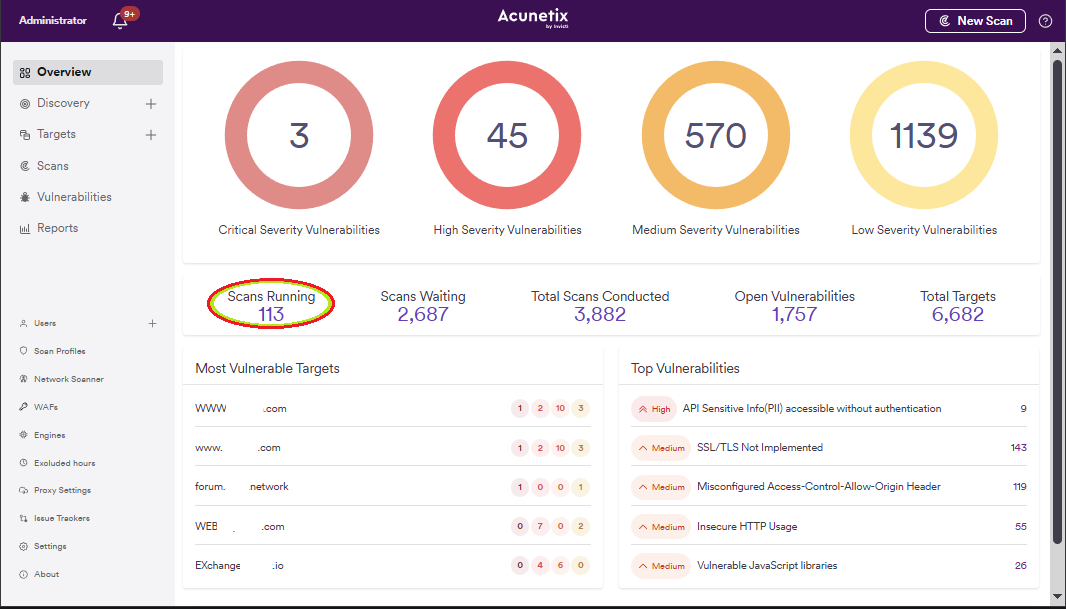 Administrator
9+
Acunetix
by Invicti
New Scan
?
Overview
Discovery
Targets
Scans
Vulnerabilities
Reports
Users
Scan Profiles
Network Scanner
WAFs
Engines
Excluded hours
Proxy Settings
Issue Trackers
Settings
About
3
45
570
1139
Critical Severity Vulnerabilities
High Severity Vulnerabilities
Medium Severity Vulnerabilities
Low Severity Vulnerabilities
Scans Running
113
Scans Waiting
2,687
Total Scans Conducted
3,882
Open Vulnerabilities
1,757
Total Targets
6,682
Most Vulnerable Targets
WWW .com 1 2 10 3
www. .com 1 2 10 3
forum. .network 1 0 0 1
WEB .com 0 7 0 2
EXchange .io 0 4 6 0
Top Vulnerabilities
High API Sensitive Info(PII) accessible without authentication 9
Medium SSL/TLS Not Implemented 143
Medium Misconfigured Access-Control-Allow-Origin Header 119
Medium Insecure HTTP Usage 55
Medium Vulnerable JavaScript libraries 26